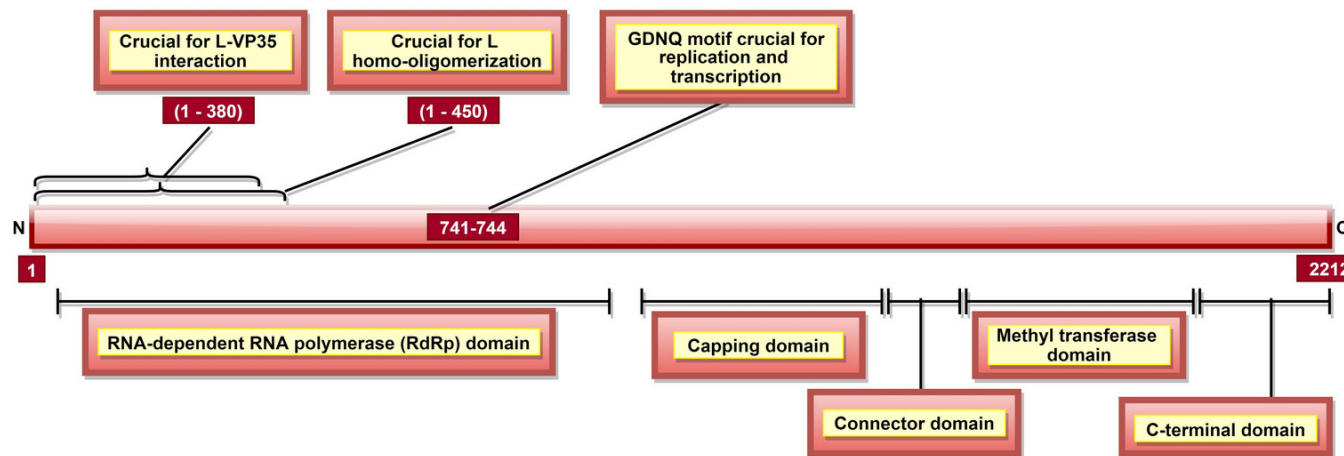 Crucial for L-VP35
interaction
(1 - 380)
Crucial for L
homo-oligomerization
(1 - 450)
GDNQ motif crucial for
replication and
transcription
N
741-744
C
1
2212
RNA-dependent RNA polymerase (RdRp) domain
Capping domain
Methyl transferase
domain
Connector domain
C-terminal domain